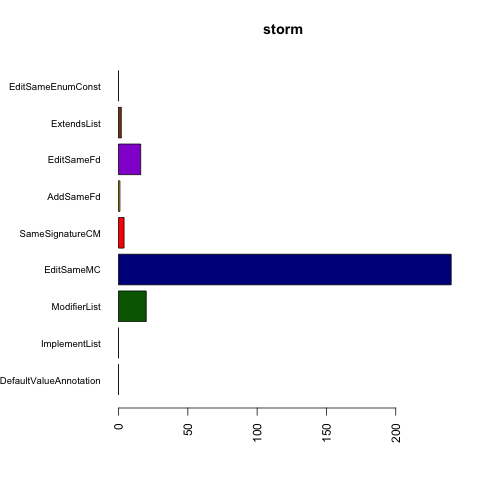 storm
EditSameEnumConst
ExtendsList
EditSameFd
AddSameFd
SameSignatureCM
EditSameMC
ModifierList
ImplementList
DefaultValueAnnotation
0
50
100
150
200